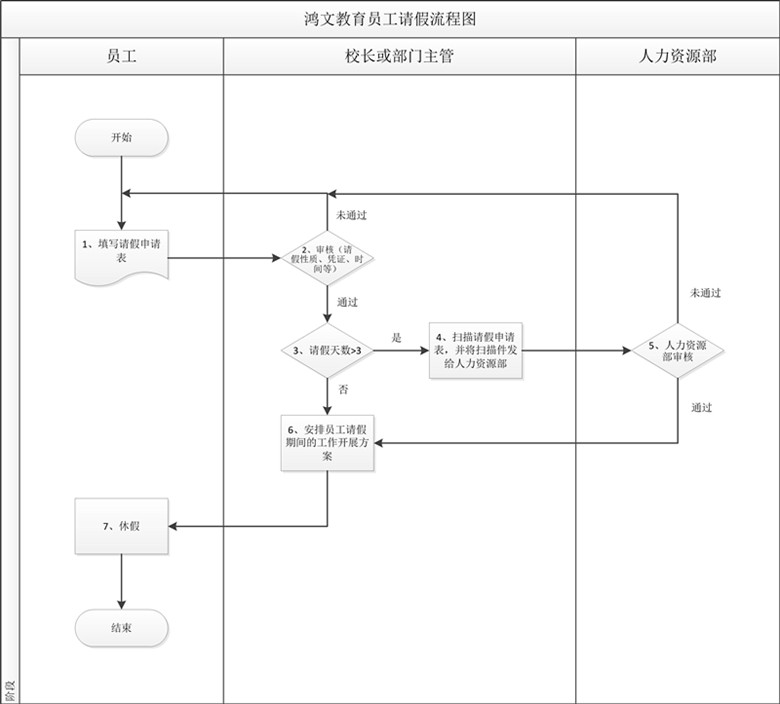 鸿文教育员工请假流程图
员工
校长或部门主管
人力资源部
开始
未通过
1、填写请假申请
表
2、审核（请
假性质、凭证、时
间等）
通过
未通过
3、请假天数>3
是
4、扫描请假申请
表，并将扫描件发
给人力资源部
5、人力资源
部审核
否
通过
6、安排员工请假
期间的工作开展方
案
7、休假
结束
阶段